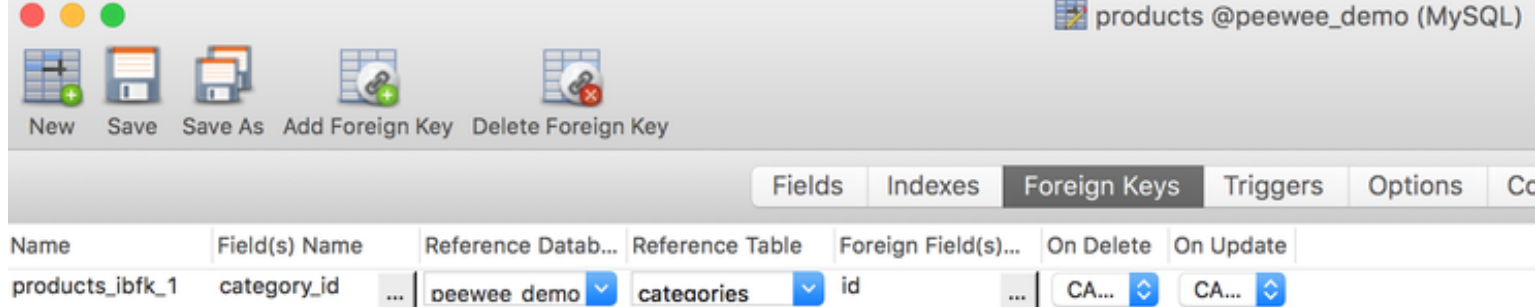 products @peewee_demo (MySQL)
New Save Save As Add Foreign Key Delete Foreign Key
Fields Indexes Foreign Keys Triggers Options Co
Name Field(s) Name Reference Datab... Reference Table Foreign Field(s)... On Delete On Update
products_ibfk_1 category_id ... peewee_demo categories id ... CA... CA...